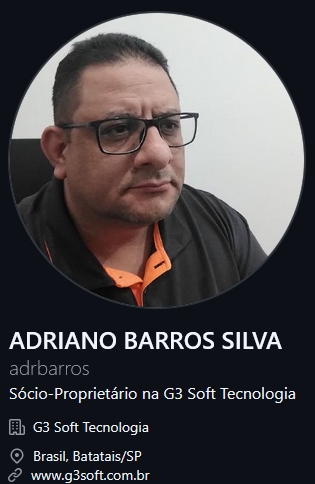 ADRIANO BARROS SILVA
adrbarros
Sócio-Proprietário na G3 Soft Tecnologia
G3 Soft Tecnologia
Brasil, Batatais/SP
www.g3soft.com.br